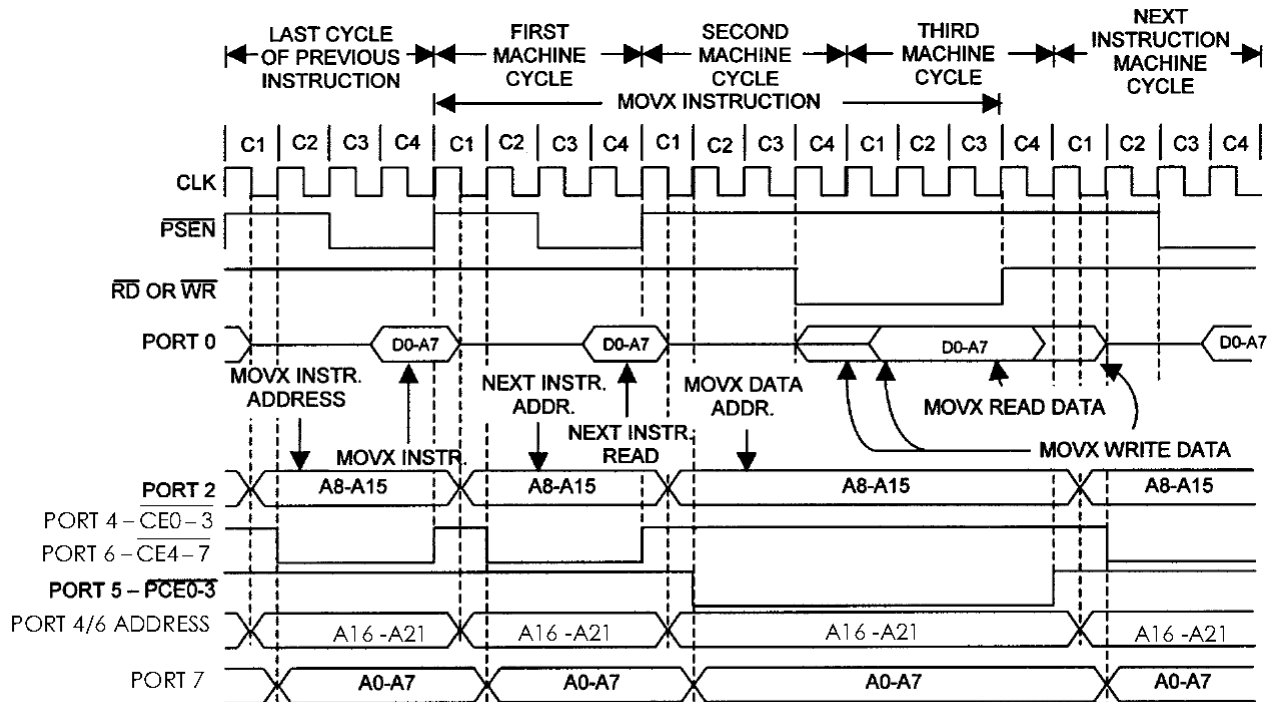 LAST CYCLE
OF PREVIOUS
INSTRUCTION
FIRST
MACHINE
CYCLE
SECOND
MACHINE
CYCLE
THIRD
MACHINE
CYCLE
NEXT
INSTRUCTION
MACHINE
CYCLE
MOVX INSTRUCTION
C1 C2 C3 C4 C1 C2 C3 C4 C1 C2 C3 C4 C1 C2 C3 C4 C1 C2 C3 C4
CLK
PSEN
RD OR WR
PORT 0
D0-A7 D0-A7 D0-A7 D0-A7
MOVX INSTR.
ADDRESS
MOVX INSTR.
NEXT INSTR.
ADDR.
NEXT INSTR.
READ
MOVX DATA
ADDR.
MOVX READ DATA
MOVX WRITE DATA
PORT 2
A8-A15 A8-A15 A8-A15 A8-A15
PORT 4 – CE0 – 3
PORT 6 – CE4 – 7
PORT 5 – PCE0-3
PORT 4/6 ADDRESS
A16 -A21 A16 -A21 A16 -A21 A16 -A21
PORT 7
A0-A7 A0-A7 A0-A7 A0-A7